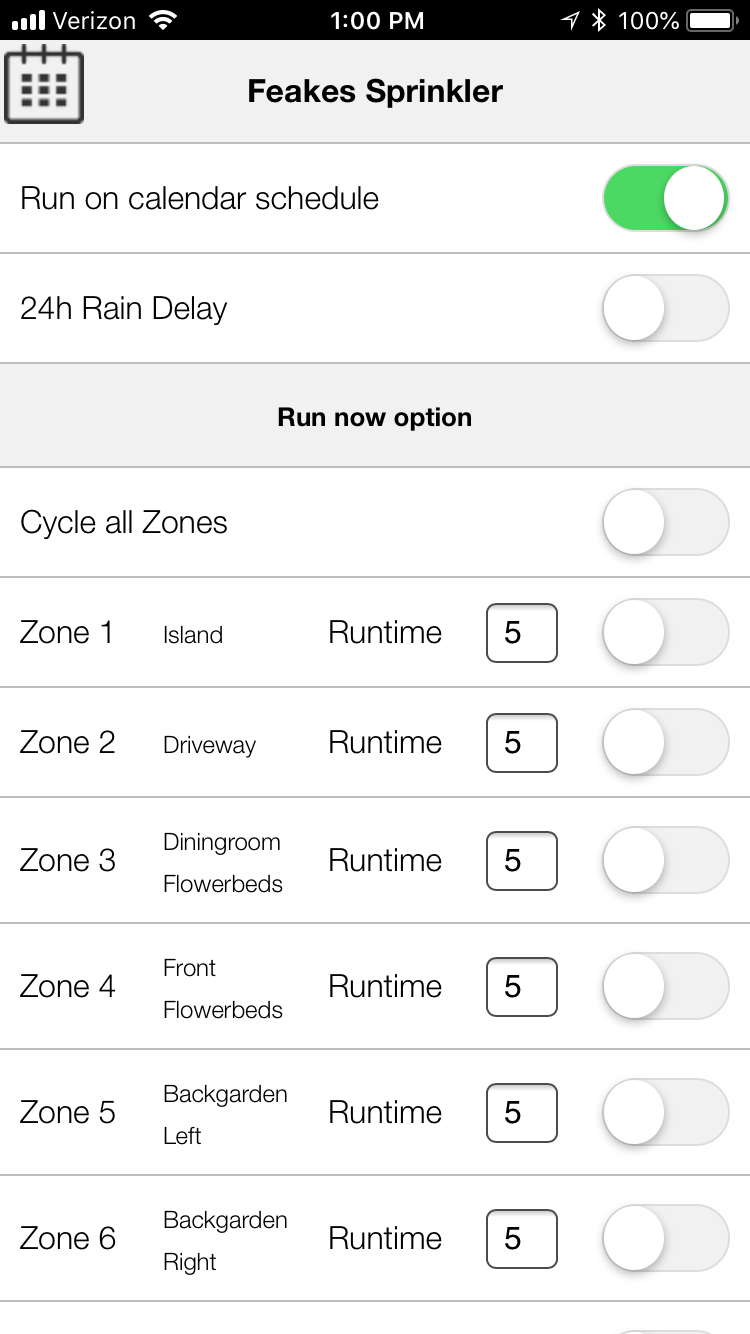 Verizon 1:00 PM 100%
Feakes Sprinkler
Run on calendar schedule
24h Rain Delay
Run now option
Cycle all Zones
Zone 1 Island Runtime 5
Zone 2 Driveway Runtime 5
Zone 3 Diningroom Flowerbeds Runtime 5
Zone 4 Front Flowerbeds Runtime 5
Zone 5 Backgarden Left Runtime 5
Zone 6 Backgarden Right Runtime 5